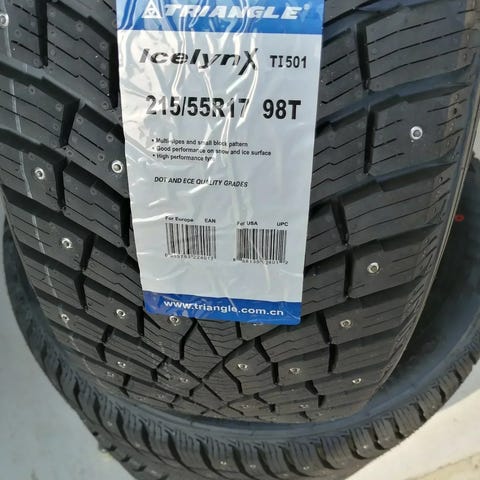 TRIANGLE
IcelynX TI501
215/55R17 98T
• Multi-sipes and small block pattern
• Good performance on snow and ice surface
• High performance tyre
DOT AND ECE QUALITY GRADES
For Europe EAN
For USA UPC
www.triangle.com.cn